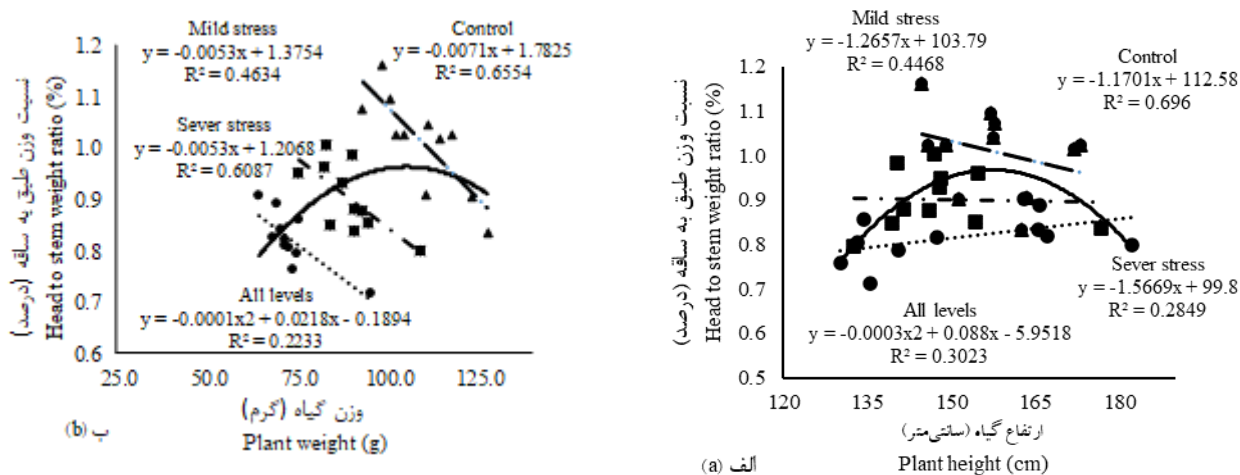 Mild stress
y = -0.0053x + 1.3754
R² = 0.4634
Control
y = -0.0071x + 1.7825
R² = 0.6554
Sever stress
y = -0.0053x + 1.2068
R² = 0.6087
All levels
y = -0.0001x2 + 0.0218x - 0.1894
R² = 0.2233
نسبت وزن طبق به ساقه (درصد)
Head to stem weight ratio (%)
1.2
1.1
1.0
0.9
0.8
0.7
0.6
25.0 50.0 75.0 100.0 125.0
وزن گیاه (گرم)
Plant weight (g)
ب (b)
Mild stress
y = -1.2657x + 103.79
R² = 0.4468
Control
y = -1.1701x + 112.58
R² = 0.696
Sever stress
y = -1.5669x + 99.8
R² = 0.2849
All levels
y = -0.0003x2 + 0.088x - 5.9518
R² = 0.3023
نسبت وزن طبق به ساقه (درصد)
Head to stem weight ratio (%)
1.2
1.1
1.0
0.9
0.8
0.7
0.6
0.5
120 135 150 165 180
ارتفاع گیاه (سانتی‌متر)
Plant height (cm)
الف (a)